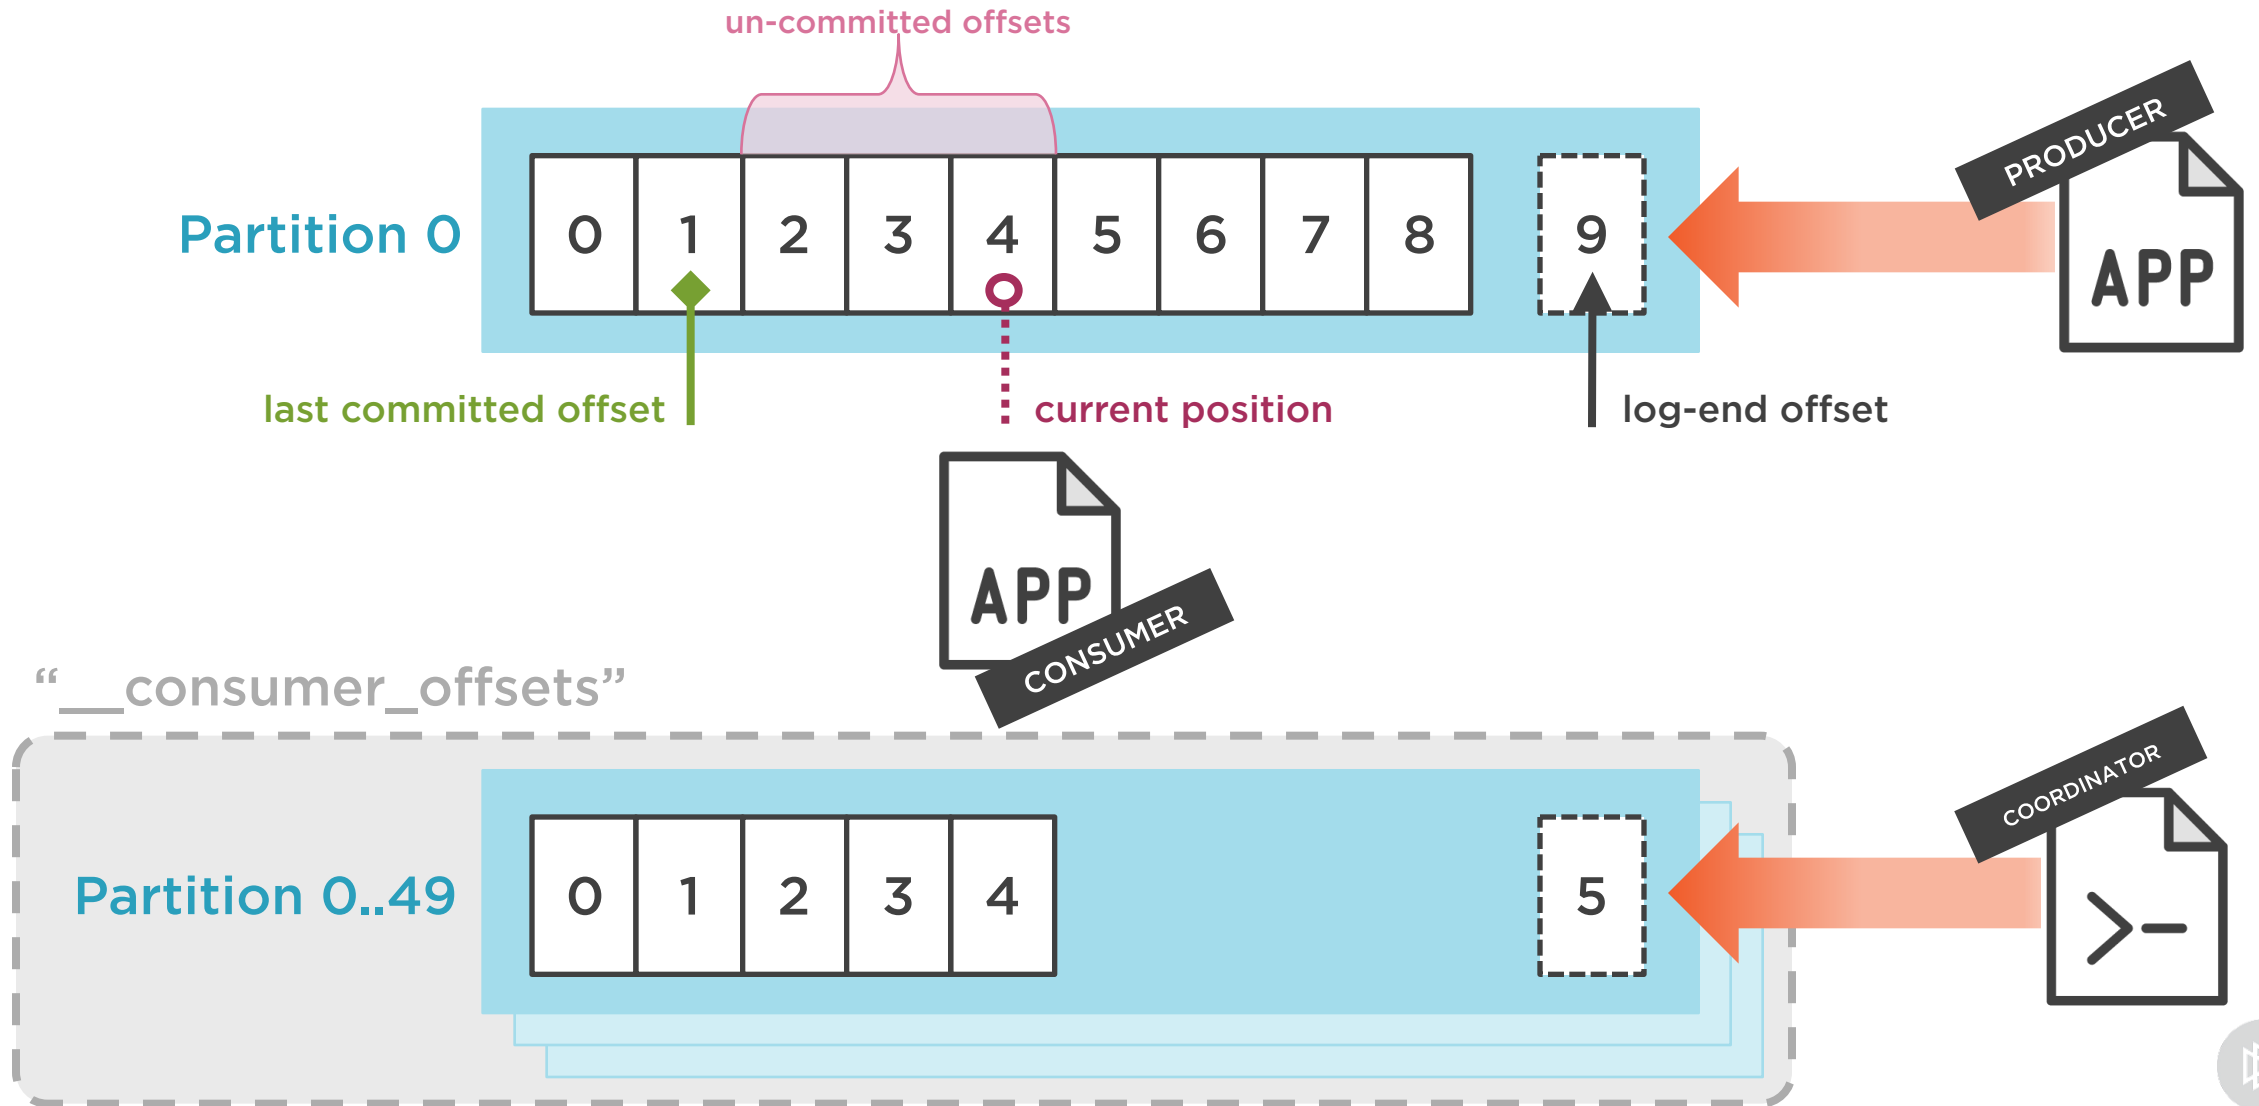 un-committed offsets
PRODUCER
Partition 0
0 1 2 3 4 5 6 7 8 9
APP
last committed offset
current position
log-end offset
APP
CONSUMER
“__consumer_offsets”
COORDINATOR
Partition 0..49
0 1 2 3 4 5
>-